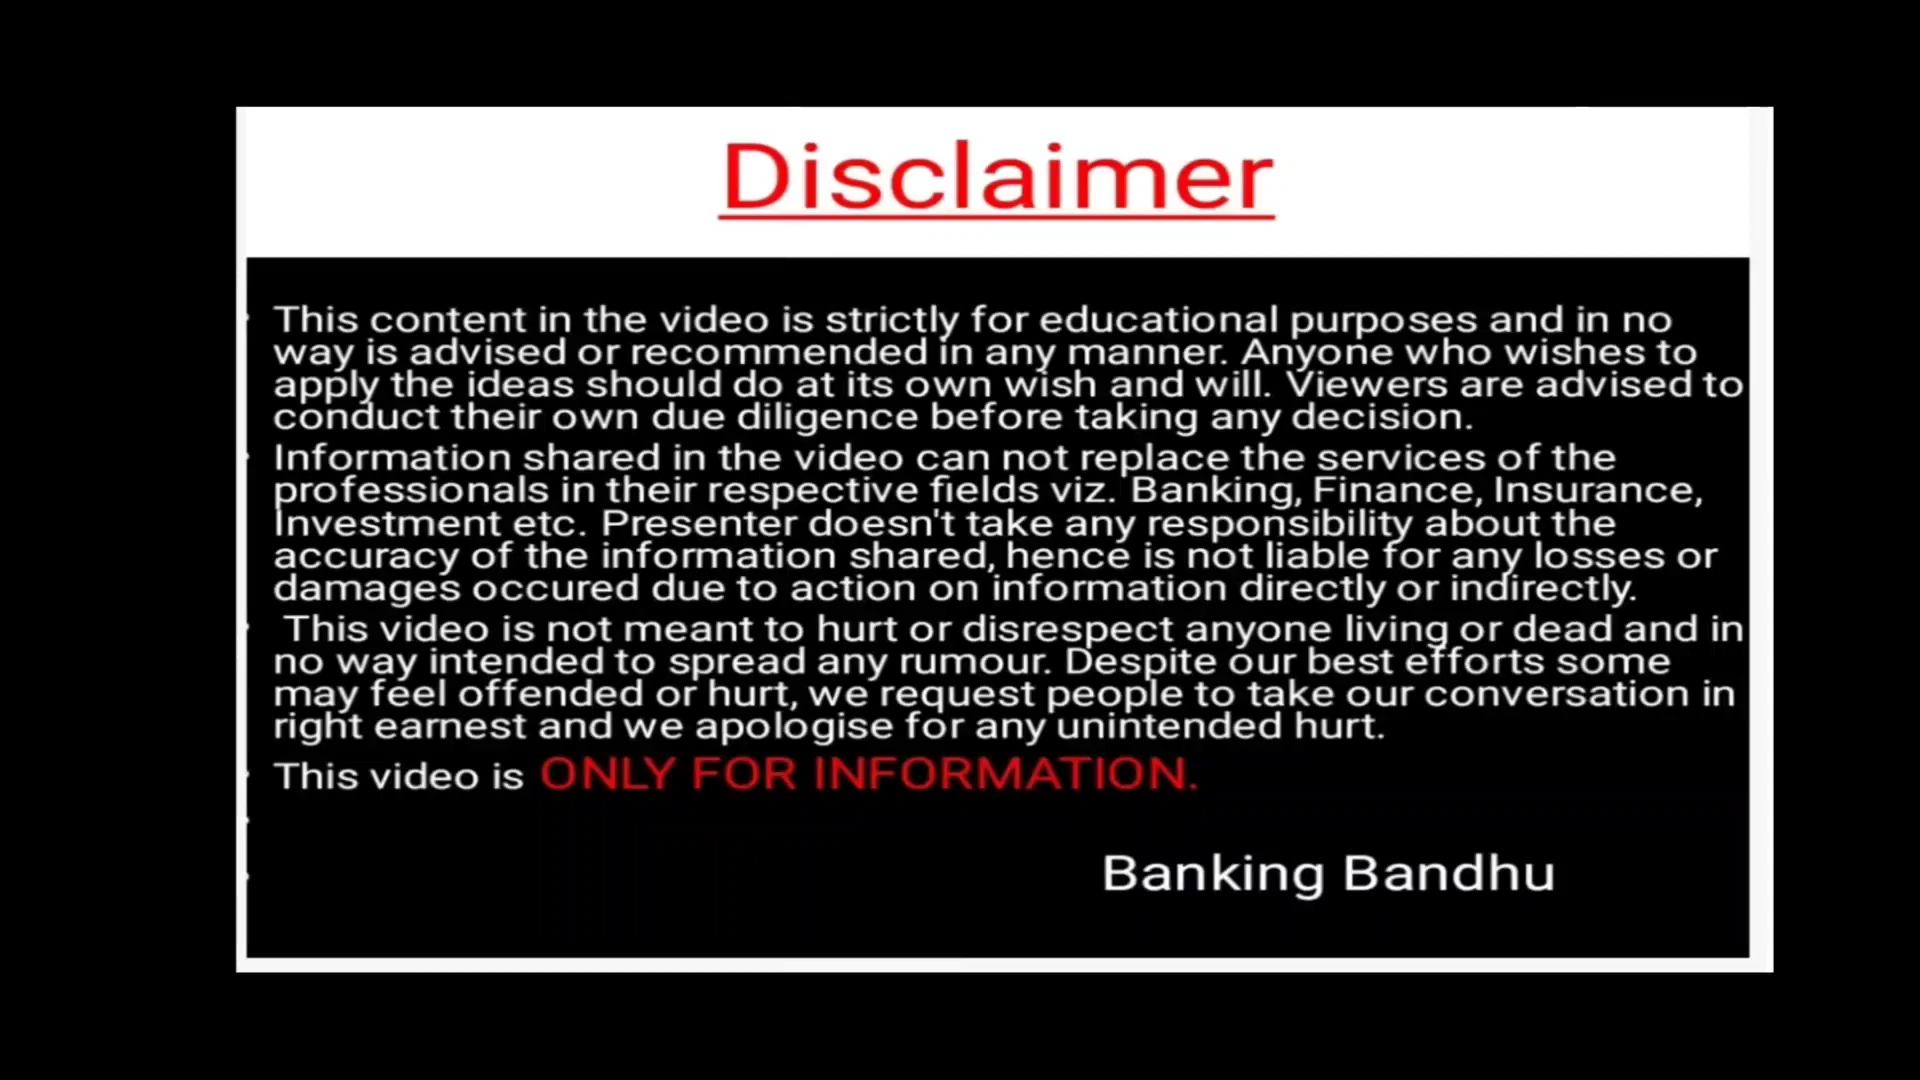 Disclaimer
This content in the video is strictly for educational purposes and in no
way is advised or recommended in any manner. Anyone who wishes to
apply the ideas should do at its own wish and will. Viewers are advised to
conduct their own due diligence before taking any decision.
Information shared in the video can not replace the services of the
professionals in their respective fields viz. Banking, Finance, Insurance,
Investment etc. Presenter doesn't take any responsibility about the
accuracy of the information shared, hence is not liable for any losses or
damages occured due to action on information directly or indirectly.
This video is not meant to hurt or disrespect anyone living or dead and in
no way intended to spread any rumour. Despite our best efforts some
may feel offended or hurt, we request people to take our conversation in
right earnest and we apologise for any unintended hurt.
This video is ONLY FOR INFORMATION.
Banking Bandhu